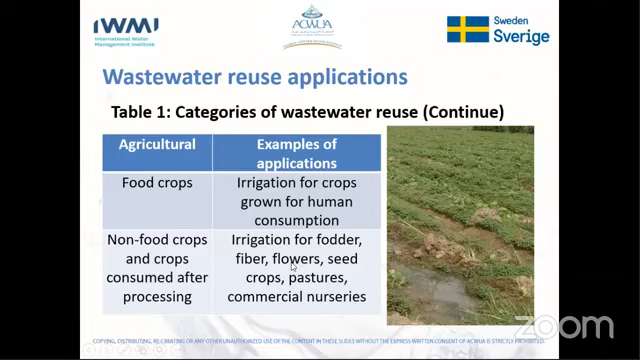 IWMI
International Water
Management Institute
ACWUA
Sweden
Sverige
Wastewater reuse applications
Table 1: Categories of wastewater reuse (Continue)
Agricultural
Examples of
applications
Food crops
Irrigation for crops
grown for human
consumption
Non-food crops
and crops
consumed after
processing
Irrigation for fodder,
fiber, flowers, seed
crops, pastures,
commercial nurseries
zoom
COPYING, DISTRIBUTING, RECREATING OR ANY OTHER UNAUTHORIZED USE OF THE CONTENT IN THESE SLIDES WITHOUT THE EXPRESS WRITTEN CONSENT OF ACWUA IS STRICTLY PROHIBITED.